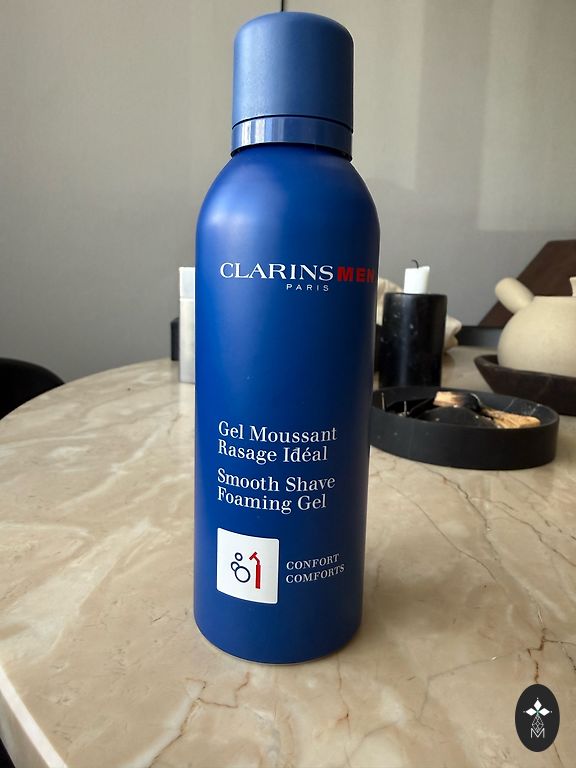 CLARINSMEN
PARIS
Gel Moussant
Rasage Idéal
Smooth Shave
Foaming Gel
CONFORT
COMFORTS
M